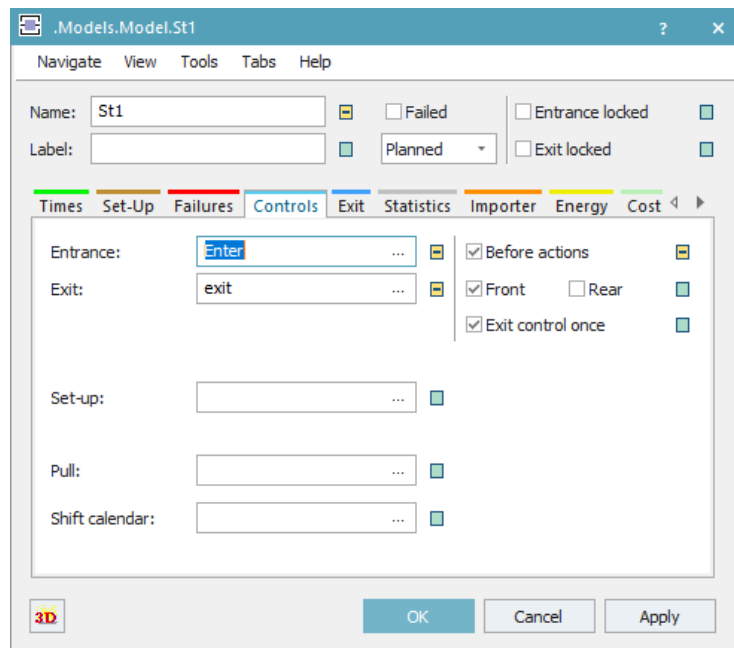 .Models.Model.St1 ? ×
Navigate View Tools Tabs Help
Name: St1 Failed Entrance locked
Label: Planned Exit locked
Times Set-Up Failures Controls Exit Statistics Importer Energy Cost
Entrance: Enter ... Before actions
Exit: exit ... Front Rear
Exit control once
Set-up: ...
Pull: ...
Shift calendar: ...
3D OK Cancel Apply